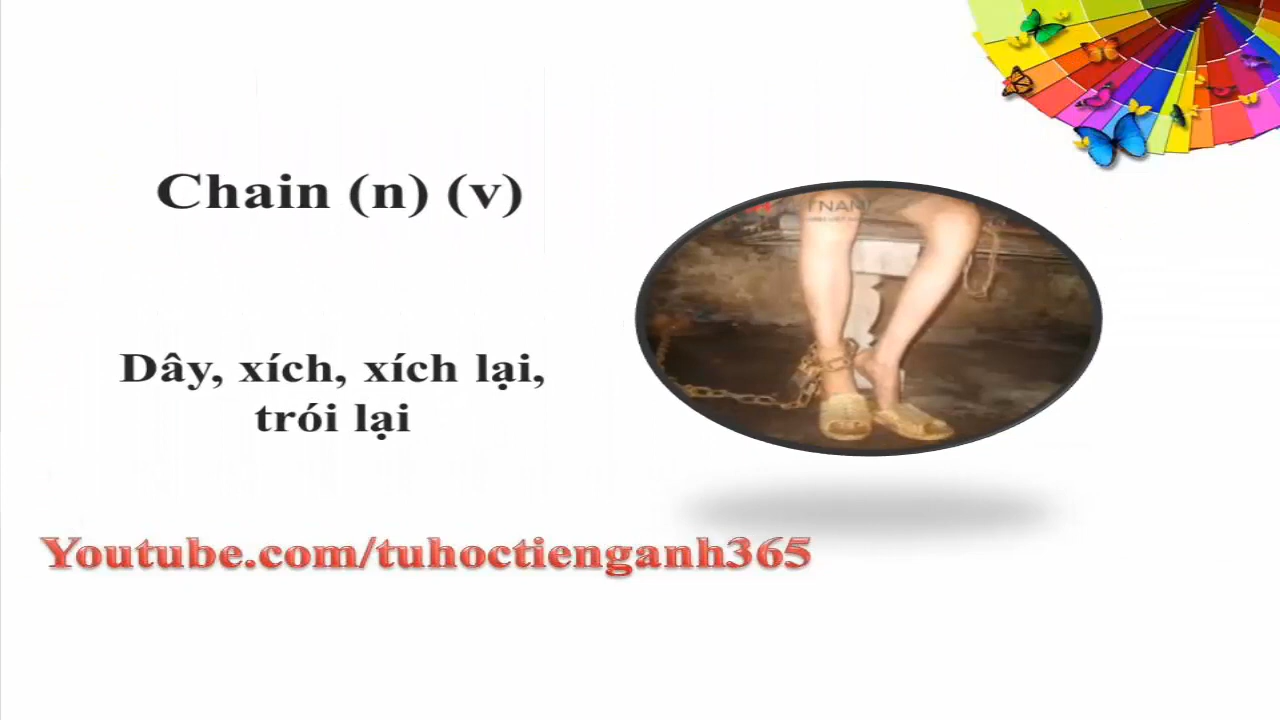 Chain (n) (v)
Dây, xích, xích lại,
trói lại
Youtube.com/tuhoctienganh365